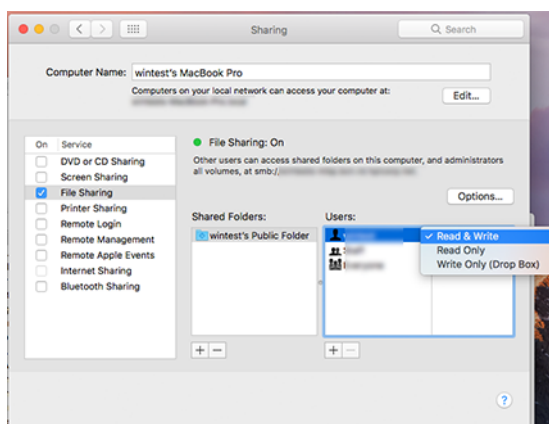 Sharing
Search
Computer Name: wintest's MacBook Pro
Computers on your local network can access your computer at:
Edit...
On Service
DVD or CD Sharing
Screen Sharing
File Sharing
Printer Sharing
Remote Login
Remote Management
Remote Apple Events
Internet Sharing
Bluetooth Sharing
File Sharing: On
Other users can access shared folders on this computer, and administrators
all volumes, at smb:/
Options...
Shared Folders:
wintest's Public Folder
Users:
Read & Write
Read Only
Write Only (Drop Box)
+ −
+ −
?